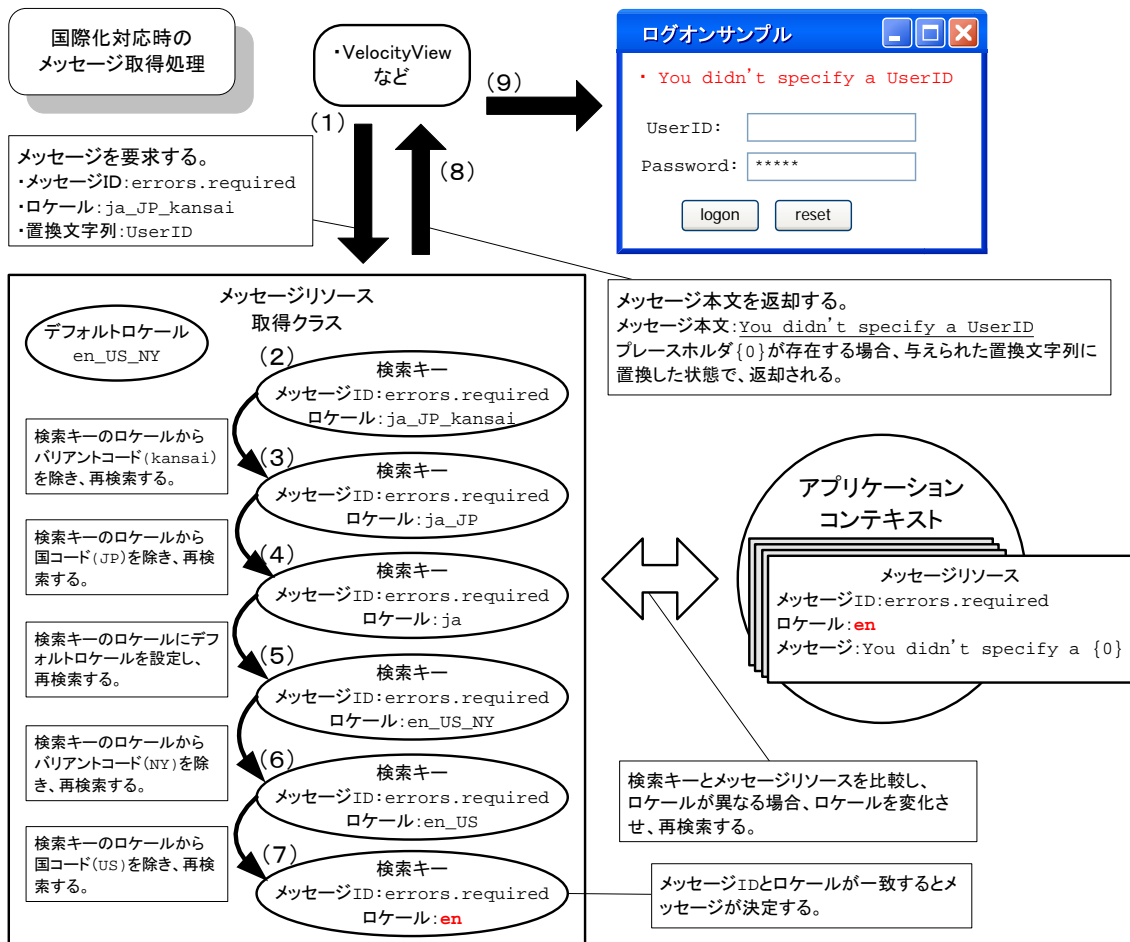 国際化対応時の
メッセージ取得処理
・VelocityView
など
(1)
(8)
(9)
ログオンサンプル
・ You didn't specify a UserID
UserID:
Password:
*****
logon
reset
メッセージを要求する。
・メッセージID:errors.required
・ロケール:ja_JP_kansai
・置換文字列:UserID
メッセージ本文を返却する。
メッセージ本文:You didn't specify a UserID
プレースホルダ{0}が存在する場合、与えられた置換文字列に
置換した状態で、返却される。
メッセージリソース
取得クラス
デフォルトロケール
en_US_NY
(2)
検索キー
メッセージID:errors.required
ロケール:ja_JP_kansai
検索キーのロケールから
バリアントコード(kansai)
を除き、再検索する。
(3)
検索キー
メッセージID:errors.required
ロケール:ja_JP
検索キーのロケールから
国コード(JP)を除き、再検
索する。
(4)
検索キー
メッセージID:errors.required
ロケール:ja
検索キーのロケールにデフ
ォルトロケールを設定し、
再検索する。
(5)
検索キー
メッセージID:errors.required
ロケール:en_US_NY
検索キーのロケールから
バリアントコード(NY)を除
き、再検索する。
(6)
検索キー
メッセージID:errors.required
ロケール:en_US
検索キーのロケールから
国コード(US)を除き、再検
索する。
(7)
検索キー
メッセージID:errors.required
ロケール:en
アプリケーション
コンテキスト
メッセージリソース
メッセージID:errors.required
ロケール:en
メッセージ:You didn't specify a {0}
検索キーとメッセージリソースを比較し、
ロケールが異なる場合、ロケールを変化さ
せ、再検索する。
メッセージIDとロケールが一致するとメ
ッセージが決定する。